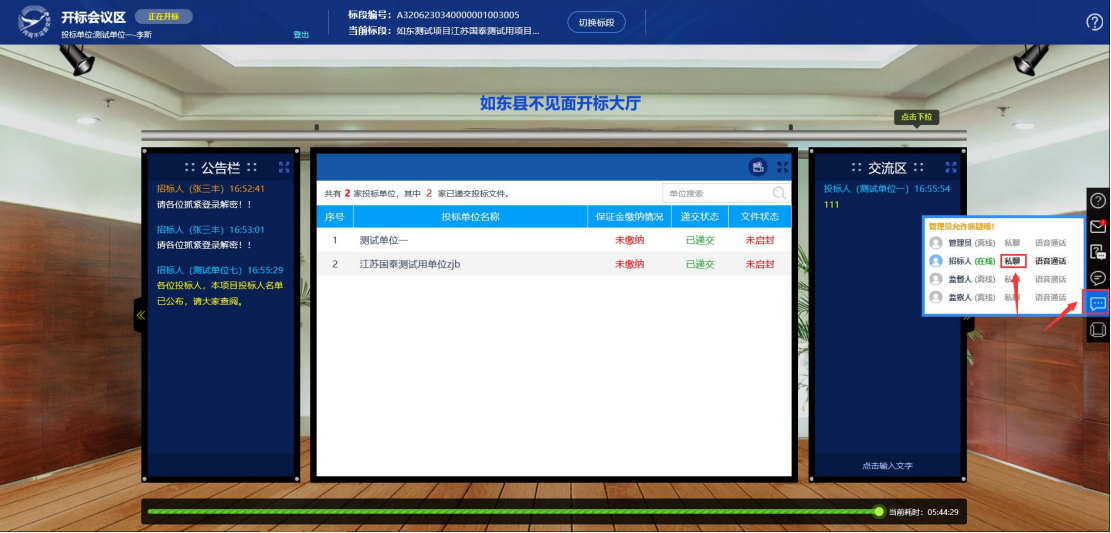 开标会议区 正在开标
投标单位:测试单位一-李昕
登出
标段编号: A3206230340000001003005
当前标段: 如东测试项目江苏国泰测试用项目...
切换标段
如东县不见面开标大厅
点击下拉
:: 公告栏 ::
招标人 (张三丰) 16:52:41
请各位抓紧登录解密!!
招标人 (张三丰) 16:53:01
请各位抓紧登录解密!!
招标人 (测试单位七) 16:55:29
各位投标人，本项目投标人名单
已公布，请大家查阅。
共有 2 家投标单位，其中 2 家已递交投标文件。
单位搜索
序号 投标单位名称 保证金缴纳情况 递交状态 文件状态
1 测试单位一 未缴纳 已递交 未启封
2 江苏国泰测试用单位zjb 未缴纳 已递交 未启封
:: 交流区 ::
投标人 (测试单位一) 16:55:54
111
点击输入文字
管理员允许质疑哦!
管理员 (离线) 私聊 语音通话
招标人 (在线) 私聊 语音通话
监督人 (离线) 私聊 语音通话
监察人 (离线) 私聊 语音通话
当前耗时: 05:44:29